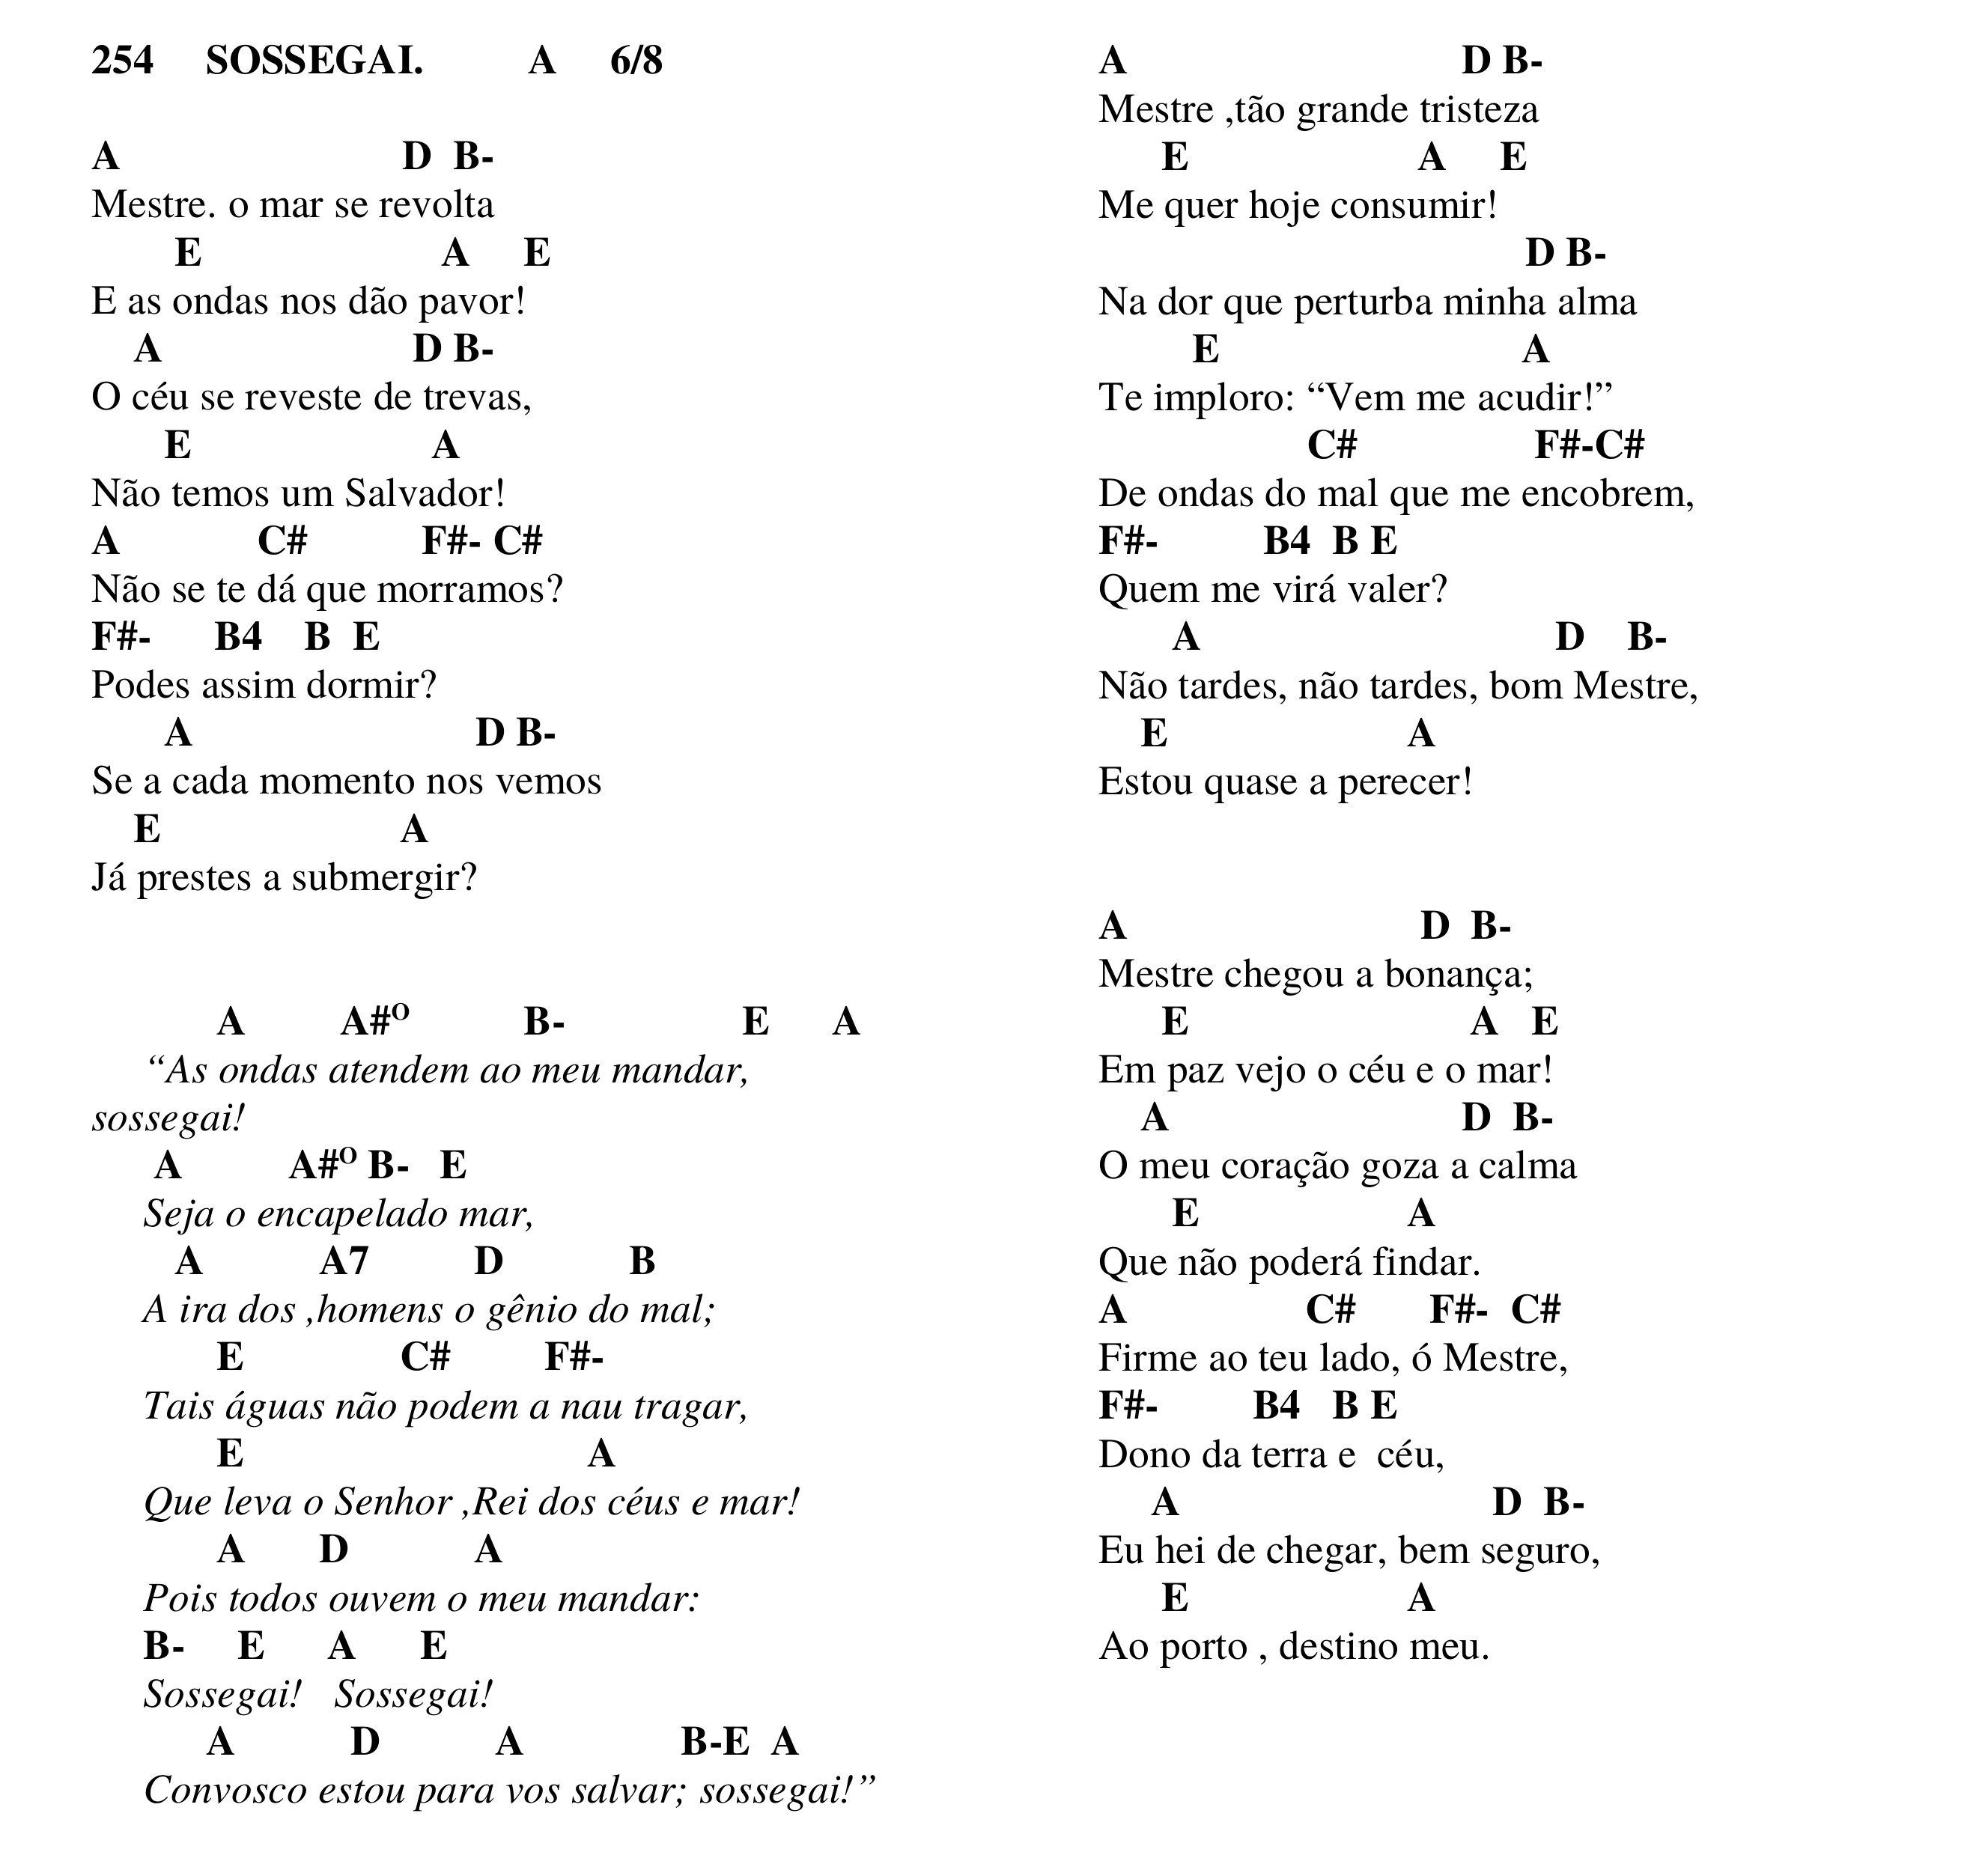 254 SOSSEGAI. A 6/8
A D B-
Mestre. o mar se revolta
E A E
E as ondas nos dão pavor!
A D B-
O céu se reveste de trevas,
E A
Não temos um Salvador!
A C# F#- C#
Não se te dá que morramos?
F#- B4 B E
Podes assim dormir?
A D B-
Se a cada momento nos vemos
E A
Já prestes a submergir?
A A#º B- E A
“As ondas atendem ao meu mandar,
sossegai!
A A#º B- E
Seja o encapelado mar,
A A7 D B
A ira dos ,homens o gênio do mal;
E C# F#-
Tais águas não podem a nau tragar,
E A
Que leva o Senhor ,Rei dos céus e mar!
A D A
Pois todos ouvem o meu mandar:
B- E A E
Sossegai! Sossegai!
A D A B-E A
Convosco estou para vos salvar; sossegai!”
A D B-
Mestre ,tão grande tristeza
E A E
Me quer hoje consumir!
D B-
Na dor que perturba minha alma
E A
Te imploro: “Vem me acudir!”
C# F#-C#
De ondas do mal que me encobrem,
F#- B4 B E
Quem me virá valer?
A D B-
Não tardes, não tardes, bom Mestre,
E A
Estou quase a perecer!
A D B-
Mestre chegou a bonança;
E A E
Em paz vejo o céu e o mar!
A D B-
O meu coração goza a calma
E A
Que não poderá findar.
A C# F#- C#
Firme ao teu lado, ó Mestre,
F#- B4 B E
Dono da terra e céu,
A D B-
Eu hei de chegar, bem seguro,
E A
Ao porto , destino meu.